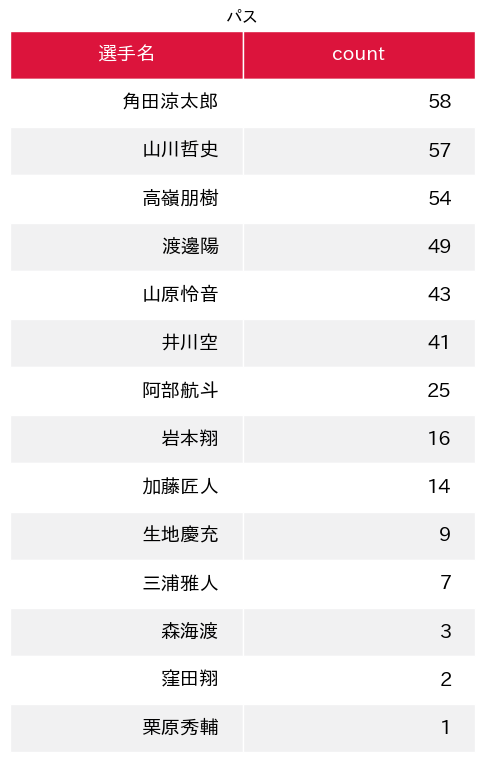 パス
選手名 count
角田涼太郎 58
山川哲史 57
高嶺朋樹 54
渡邊陽 49
山原怜音 43
井川空 41
阿部航斗 25
岩本翔 16
加藤匠人 14
生地慶充 9
三浦雅人 7
森海渡 3
窪田翔 2
栗原秀輔 1